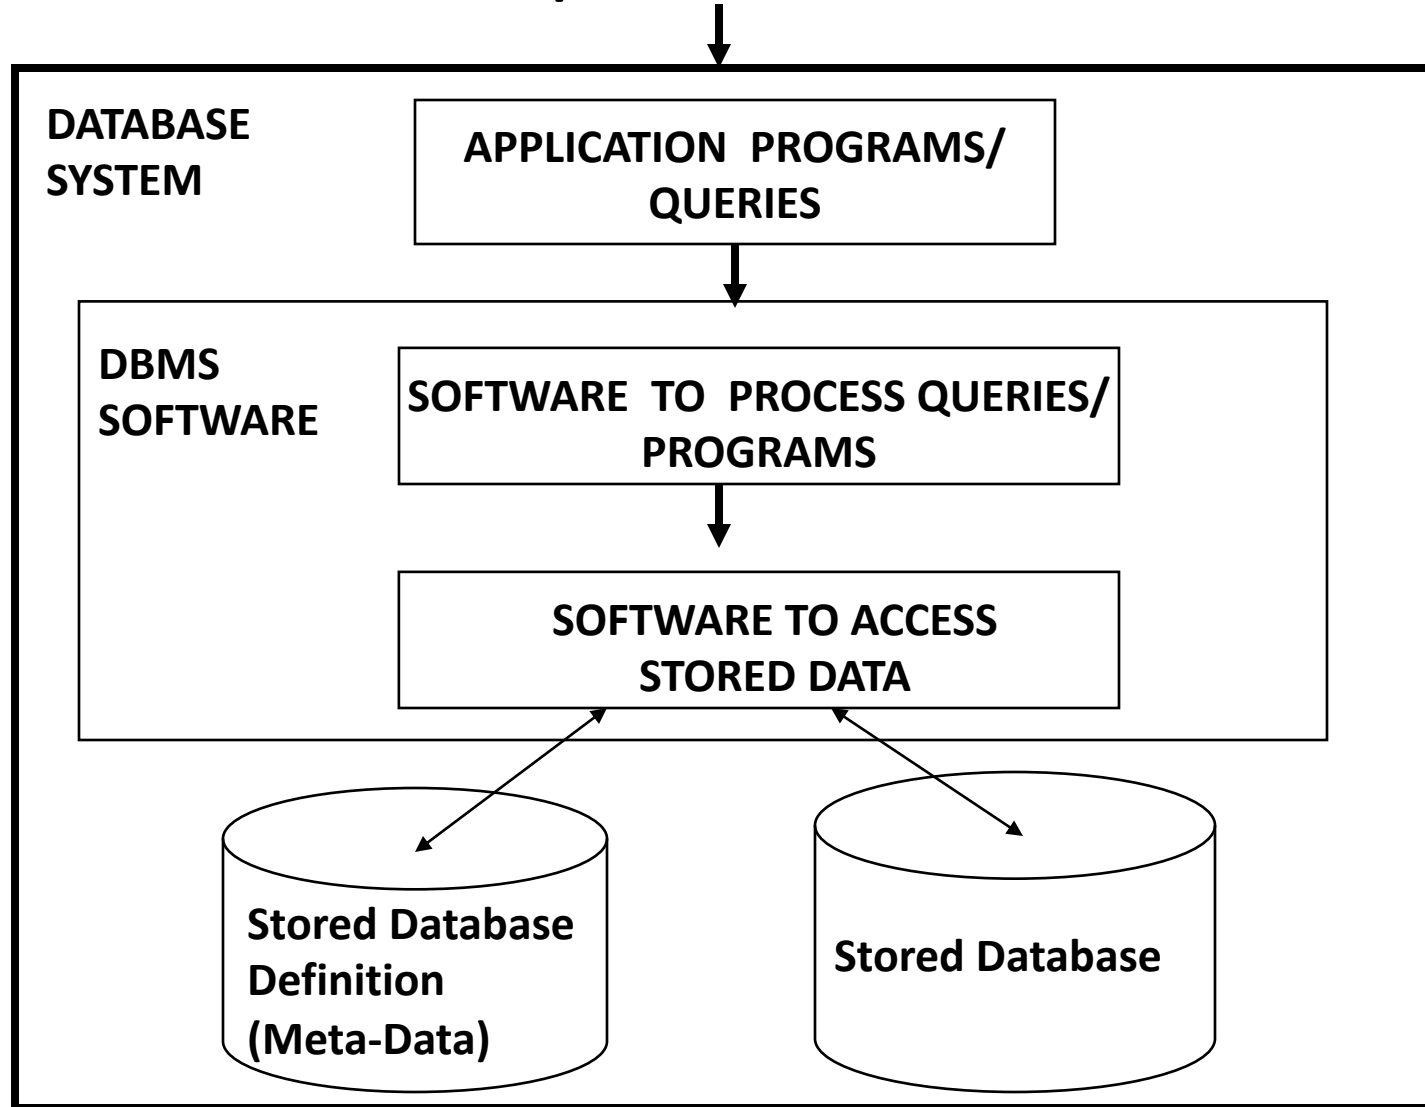 DATABASE
SYSTEM
APPLICATION PROGRAMS/
QUERIES
DBMS
SOFTWARE
SOFTWARE TO PROCESS QUERIES/
PROGRAMS
SOFTWARE TO ACCESS
STORED DATA
Stored Database
Definition
(Meta-Data)
Stored Database